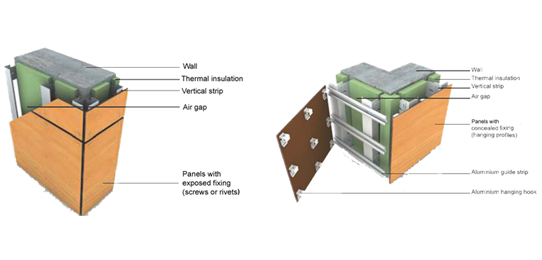 Wall
Thermal insulation
Vertical strip
Air gap
Panels with
exposed fixing
(screws or rivets)
Wall
Thermal insulation
Vertical strip
Air gap
Panels with
concealed fixing
(hanging profiles)
Aluminium guide strip
Aluminium hanging hook